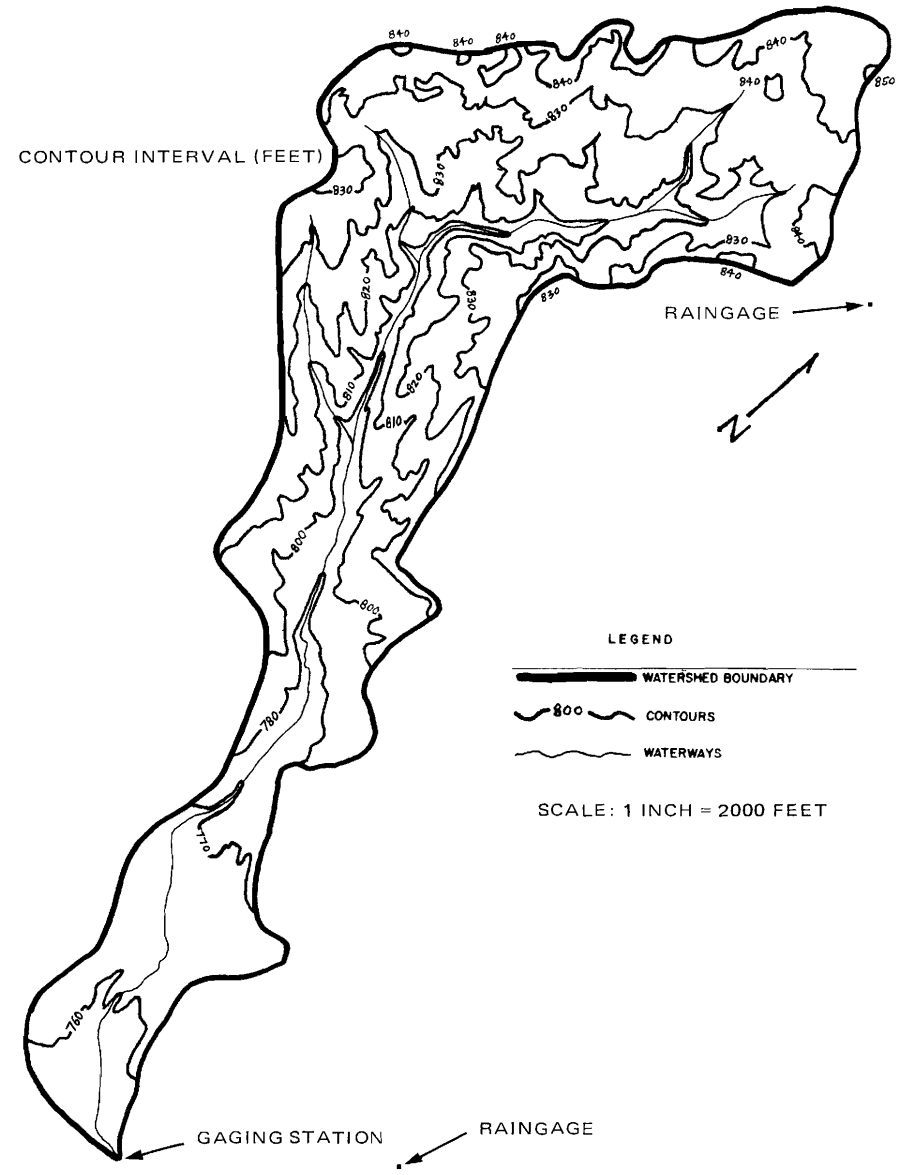 840
840
840
840
840
840
850
830
CONTOUR INTERVAL (FEET)
830
830
840
830
840
820
830
830
RAINGAGE
810
820
810
N
800
800
LEGEND
WATERSHED BOUNDARY
800 CONTOURS
780
WATERWAYS
SCALE: 1 INCH = 2000 FEET
770
760
GAGING STATION
RAINGAGE